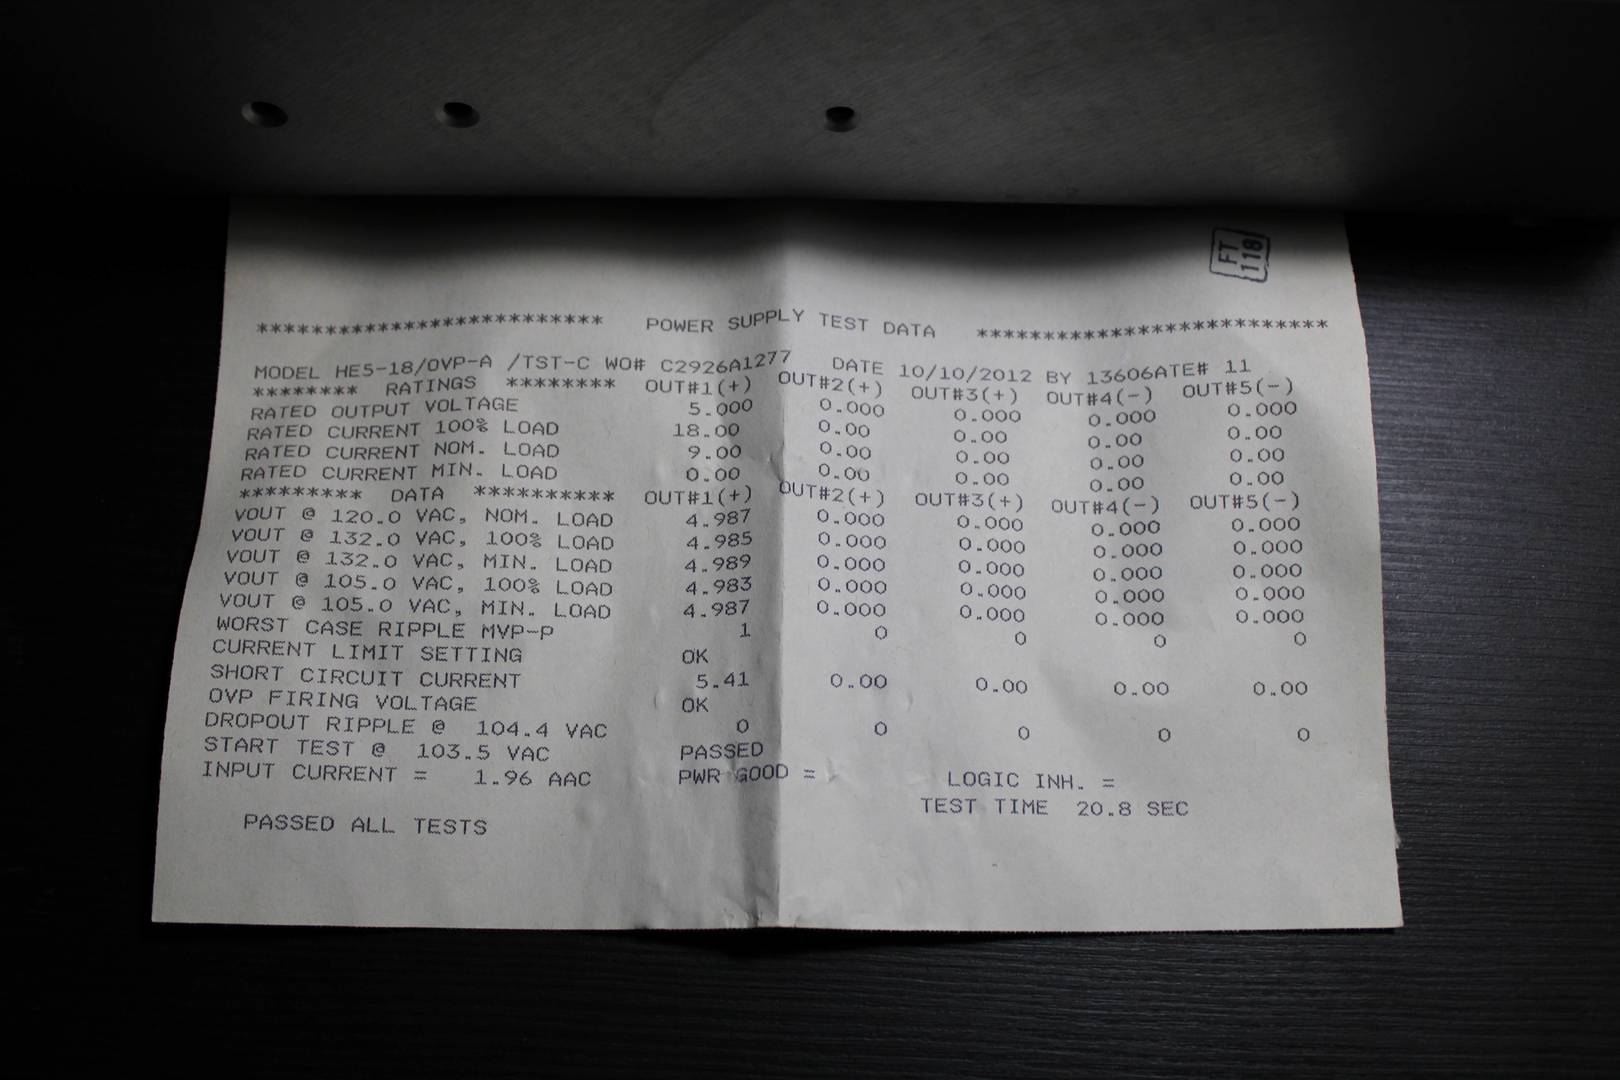 FT
118
************************** POWER SUPPLY TEST DATA **************************
MODEL HE5-18/OVP-A /TST-C WO# C2926A1277 DATE 10/10/2012 BY 13606ATE# 11
******** RATINGS ******** OUT#1(+) OUT#2(+) OUT#3(+) OUT#4(-) OUT#5(-)
RATED OUTPUT VOLTAGE 5.000 0.000 0.000 0.000 0.000
RATED CURRENT 100% LOAD 18.00 0.00 0.00 0.00 0.00
RATED CURRENT NOM. LOAD 9.00 0.00 0.00 0.00 0.00
RATED CURRENT MIN. LOAD 0.00 0.00 0.00 0.00 0.00
********* DATA ********** OUT#1(+) OUT#2(+) OUT#3(+) OUT#4(-) OUT#5(-)
VOUT @ 120.0 VAC, NOM. LOAD 4.987 0.000 0.000 0.000 0.000
VOUT @ 132.0 VAC, 100% LOAD 4.985 0.000 0.000 0.000 0.000
VOUT @ 132.0 VAC, MIN. LOAD 4.989 0.000 0.000 0.000 0.000
VOUT @ 105.0 VAC, 100% LOAD 4.983 0.000 0.000 0.000 0.000
VOUT @ 105.0 VAC, MIN. LOAD 4.987 0.000 0.000 0.000 0.000
WORST CASE RIPPLE MVP-P 1 0 0 0 0
CURRENT LIMIT SETTING OK
SHORT CIRCUIT CURRENT 5.41 0.00 0.00 0.00 0.00
OVP FIRING VOLTAGE OK
DROPOUT RIPPLE @ 104.4 VAC 0 0 0 0 0
START TEST @ 103.5 VAC PASSED
INPUT CURRENT = 1.96 AAC PWR GOOD = LOGIC INH. =
TEST TIME 20.8 SEC
PASSED ALL TESTS